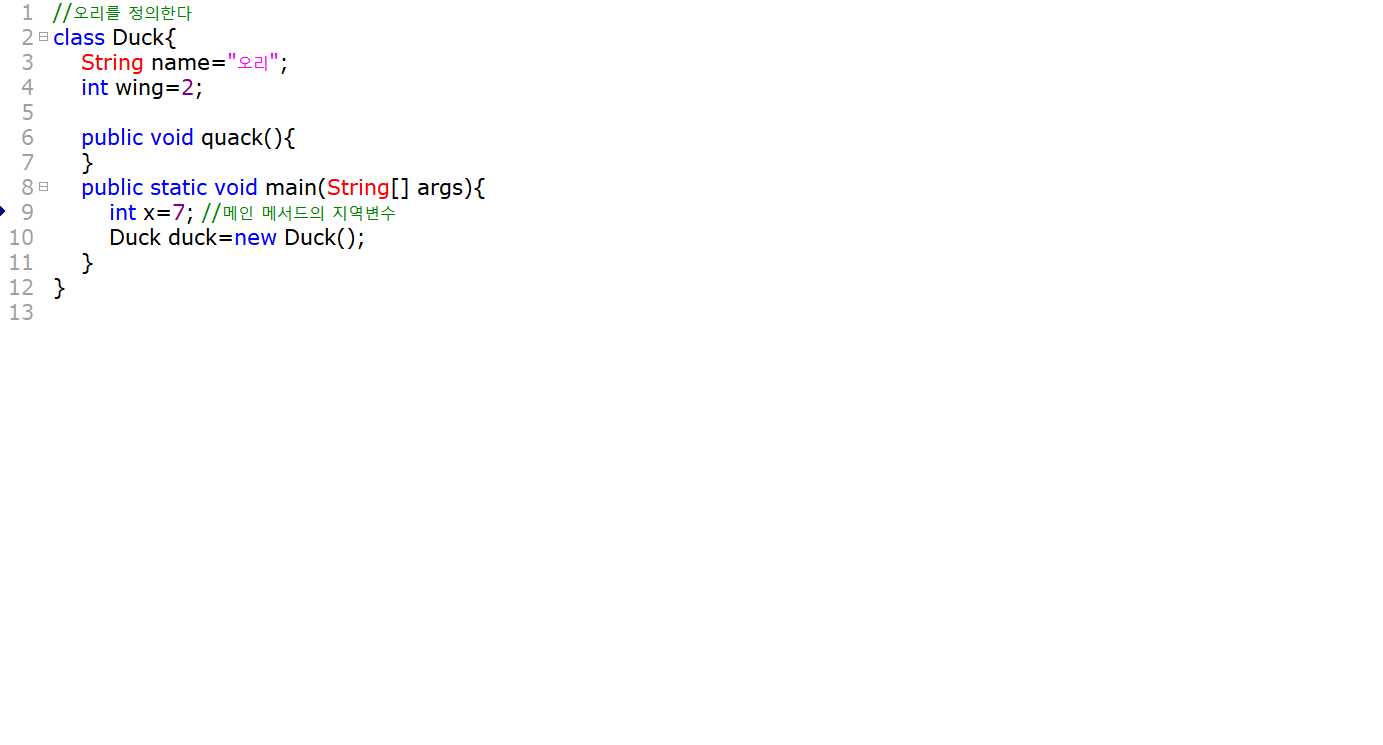 1 //오리를 정의한다
2 class Duck{
3 String name="오리";
4 int wing=2;
5
6 public void quack(){
7 }
8 public static void main(String[] args){
9 int x=7; //메인 메서드의 지역변수
10 Duck duck=new Duck();
11 }
12 }
13